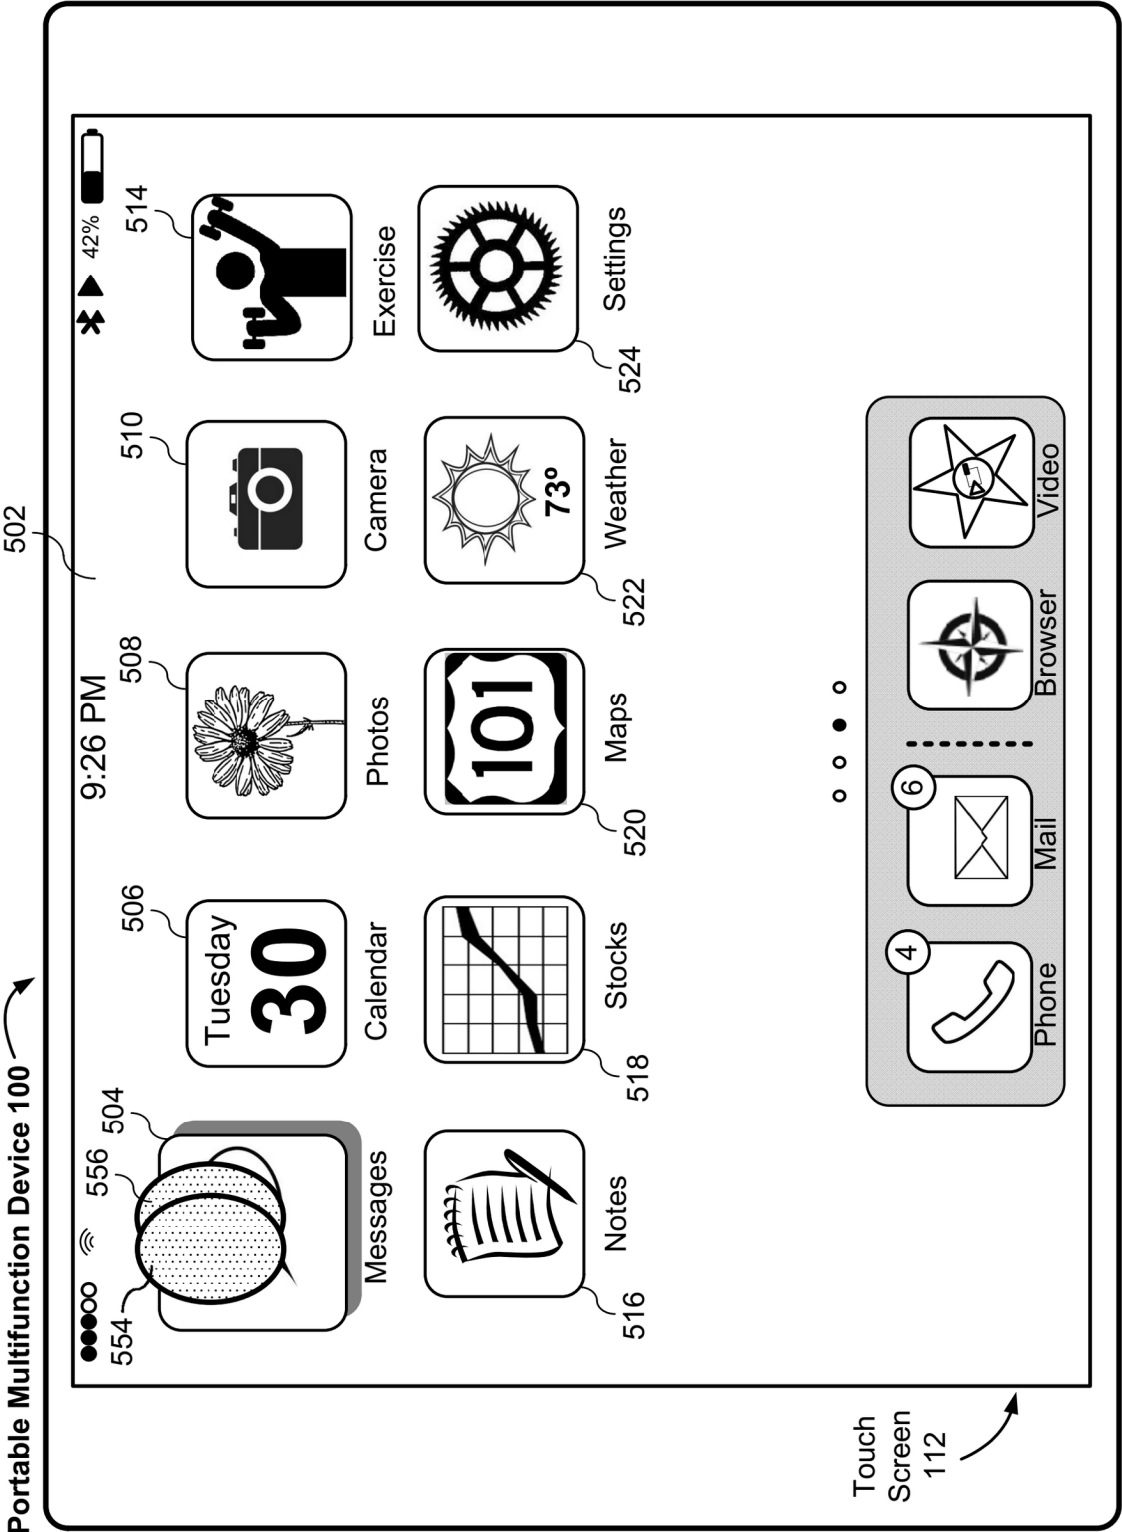 Portable Multifunction Device 100
502
9:26 PM
42%
554
556
504
506
508
510
514
Tuesday
30
Messages
Calendar
Photos
Camera
Exercise
101
73º
Notes
Stocks
Maps
Weather
Settings
516
518
520
522
524
4
6
Phone
Mail
Browser
Video
Touch
Screen
112